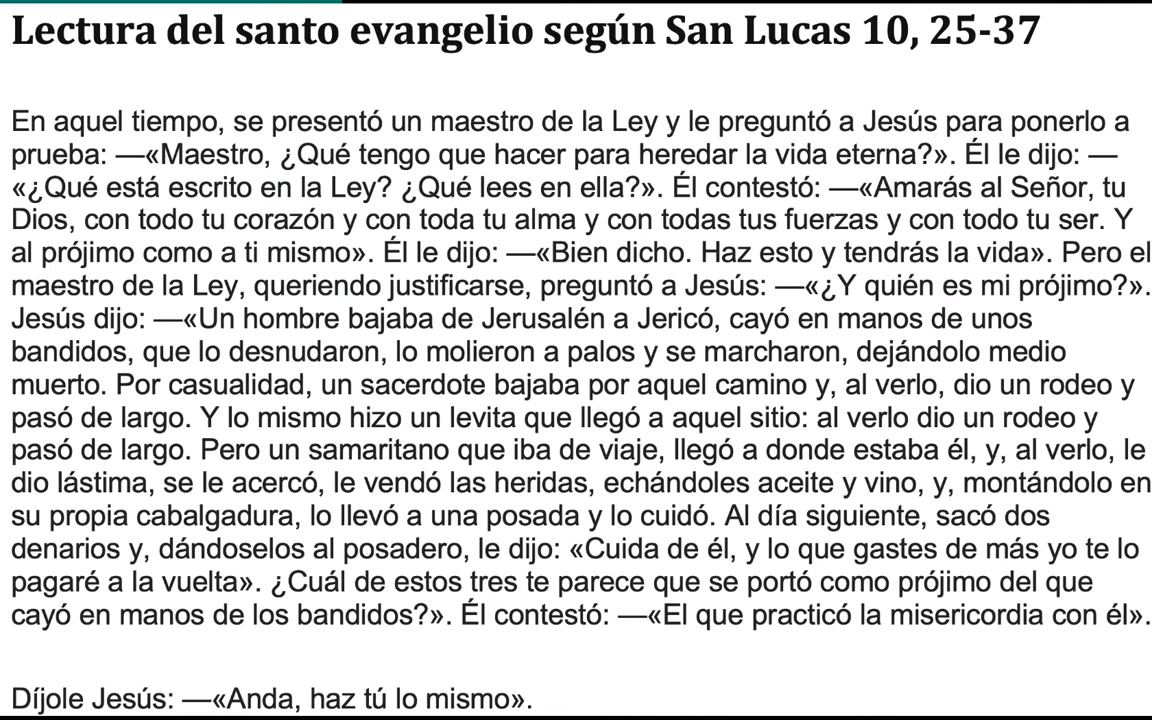 Lectura del santo evangelio según San Lucas 10, 25-37
En aquel tiempo, se presentó un maestro de la Ley y le preguntó a Jesús para ponerlo a
prueba: —«Maestro, ¿Qué tengo que hacer para heredar la vida eterna?». Él le dijo: —
«¿Qué está escrito en la Ley? ¿Qué lees en ella?». Él contestó: —«Amarás al Señor, tu
Dios, con todo tu corazón y con toda tu alma y con todas tus fuerzas y con todo tu ser. Y
al prójimo como a ti mismo». Él le dijo: —«Bien dicho. Haz esto y tendrás la vida». Pero el
maestro de la Ley, queriendo justificarse, preguntó a Jesús: —«¿Y quién es mi prójimo?».
Jesús dijo: —«Un hombre bajaba de Jerusalén a Jericó, cayó en manos de unos
bandidos, que lo desnudaron, lo molieron a palos y se marcharon, dejándolo medio
muerto. Por casualidad, un sacerdote bajaba por aquel camino y, al verlo, dio un rodeo y
pasó de largo. Y lo mismo hizo un levita que llegó a aquel sitio: al verlo dio un rodeo y
pasó de largo. Pero un samaritano que iba de viaje, llegó a donde estaba él, y, al verlo, le
dio lástima, se le acercó, le vendó las heridas, echándoles aceite y vino, y, montándolo en
su propia cabalgadura, lo llevó a una posada y lo cuidó. Al día siguiente, sacó dos
denarios y, dándoselos al posadero, le dijo: «Cuida de él, y lo que gastes de más yo te lo
pagaré a la vuelta». ¿Cuál de estos tres te parece que se portó como prójimo del que
cayó en manos de los bandidos?». Él contestó: —«El que practicó la misericordia con él».
Díjole Jesús: —«Anda, haz tú lo mismo».